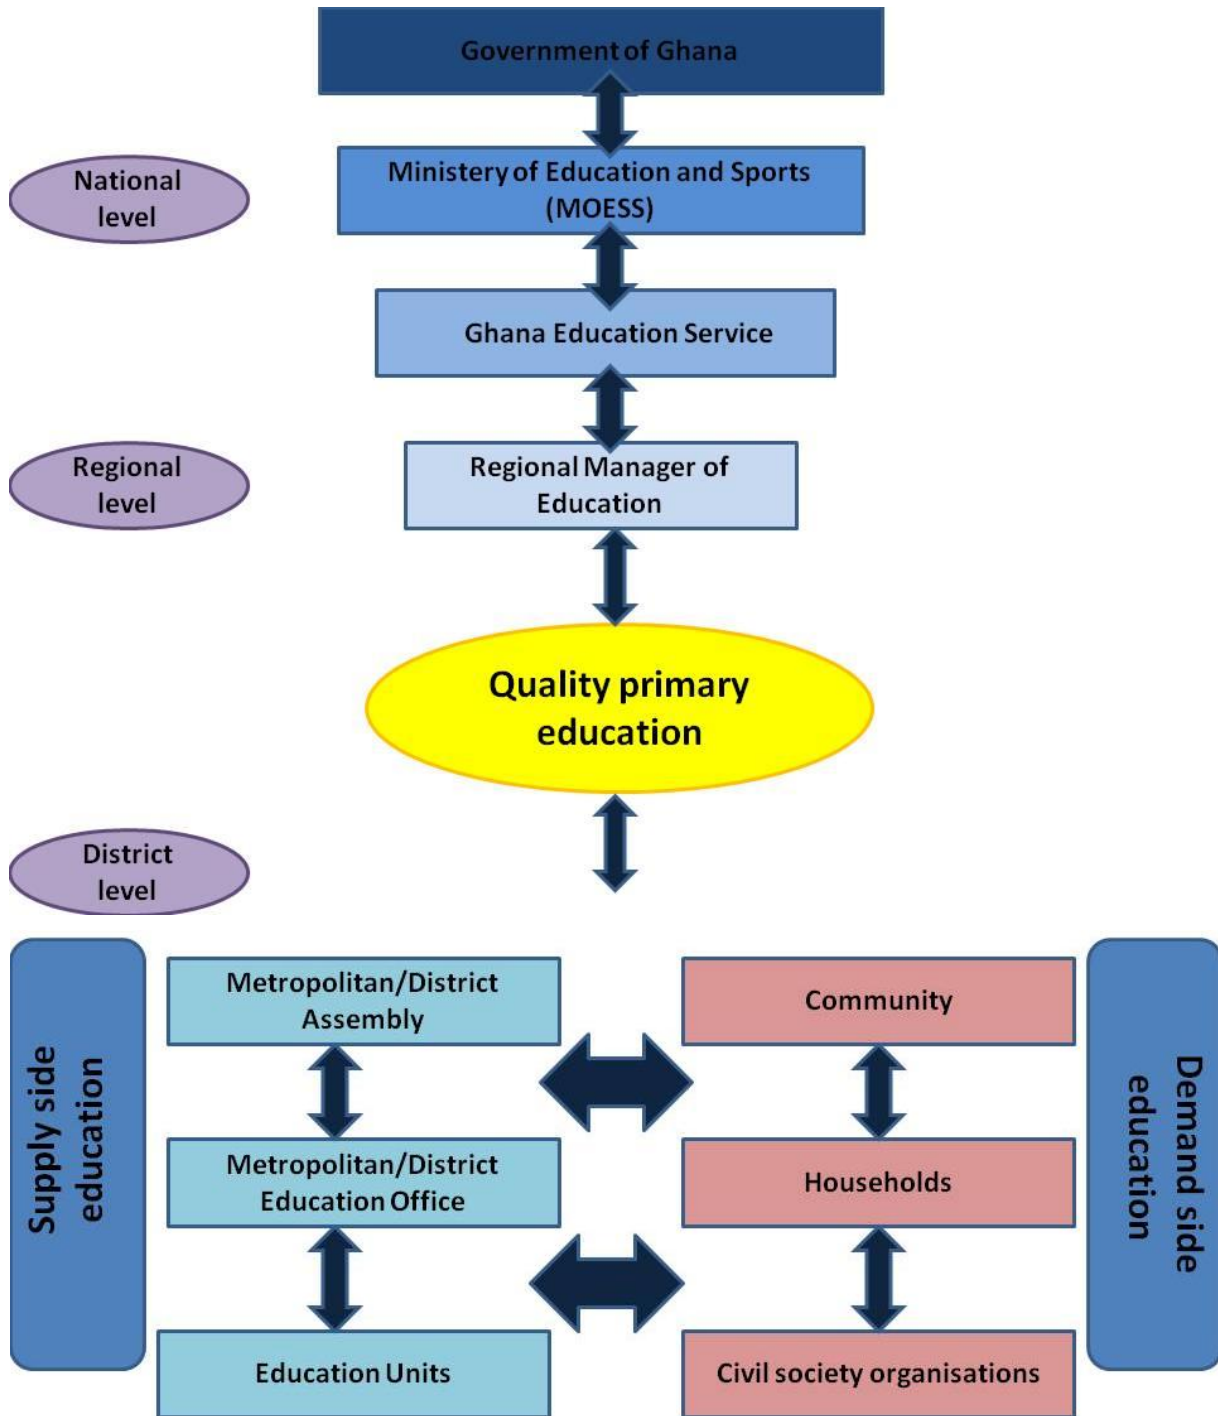 Government of Ghana
National
level
Ministery of Education and Sports
(MOESS)
Ghana Education Service
Regional
level
Regional Manager of
Education
Quality primary
education
District
level
Supply side
education
Metropolitan/District
Assembly
Community
Metropolitan/District
Education Office
Households
Education Units
Civil society organisations
Demand side
education